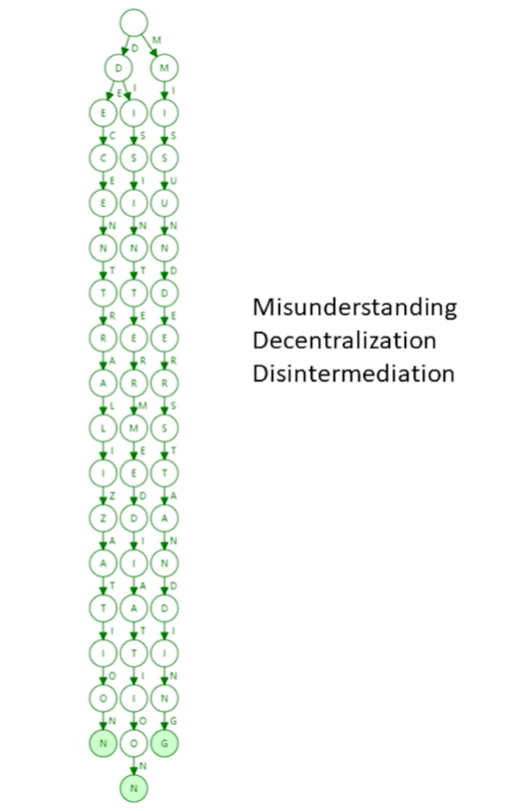 D M
D M
E I I
E I I
C S S
C S S
E I U
E I U
N N N
N N N
T T D
T T D
R E E
R E E
A R R
A R R
L M S
L M S
I E T
I E T
Z D A
Z D A
A I N
A I N
T A D
T A D
I T I
I T I
O I N
O I N
N O G
N O G
N
N
Misunderstanding
Decentralization
Disintermediation